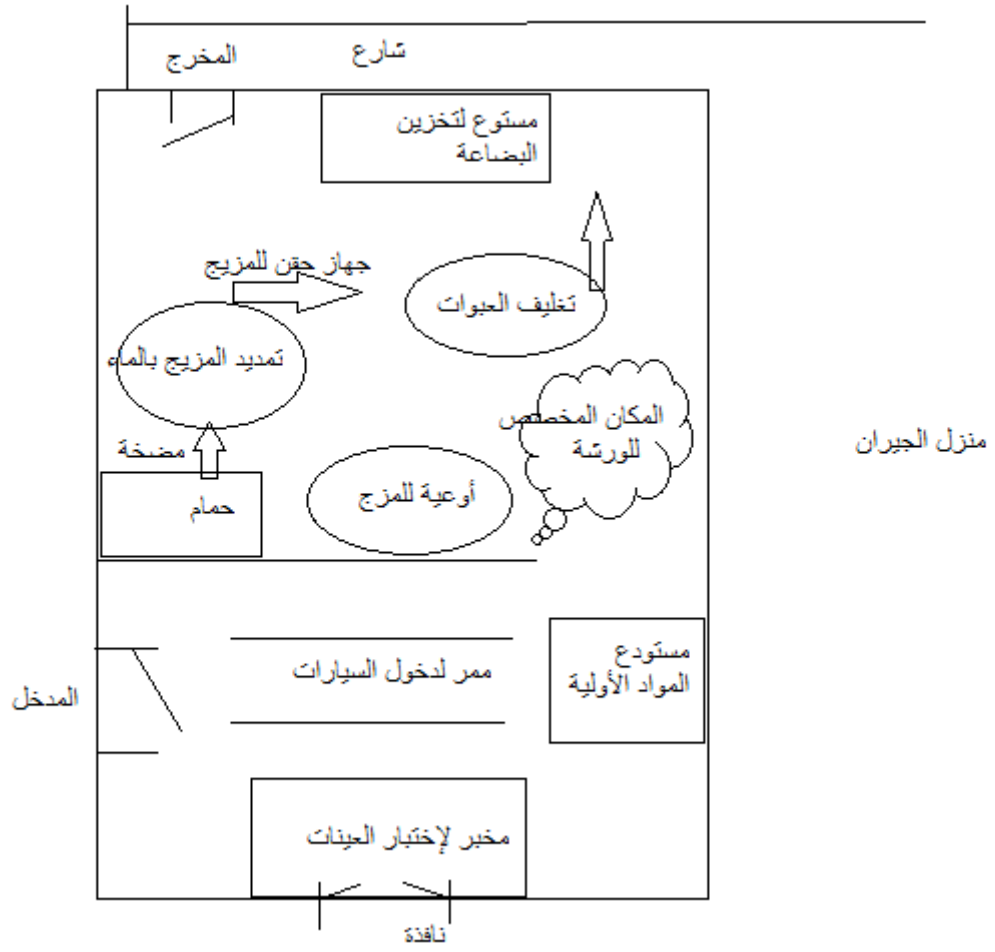 شارع
المخرج
مستوع لتخزين
البضاعة
جهاز حقن للمزيج
تغليف العبوات
تمديد المزيج بالماء
المكان المخصص
للورشة
منزل الجيران
مضخة
أوعية للمزج
حمام
مستودع
المواد الأولية
ممر لدخول السيارات
المدخل
مخبر لإختبار العينات
نافذة